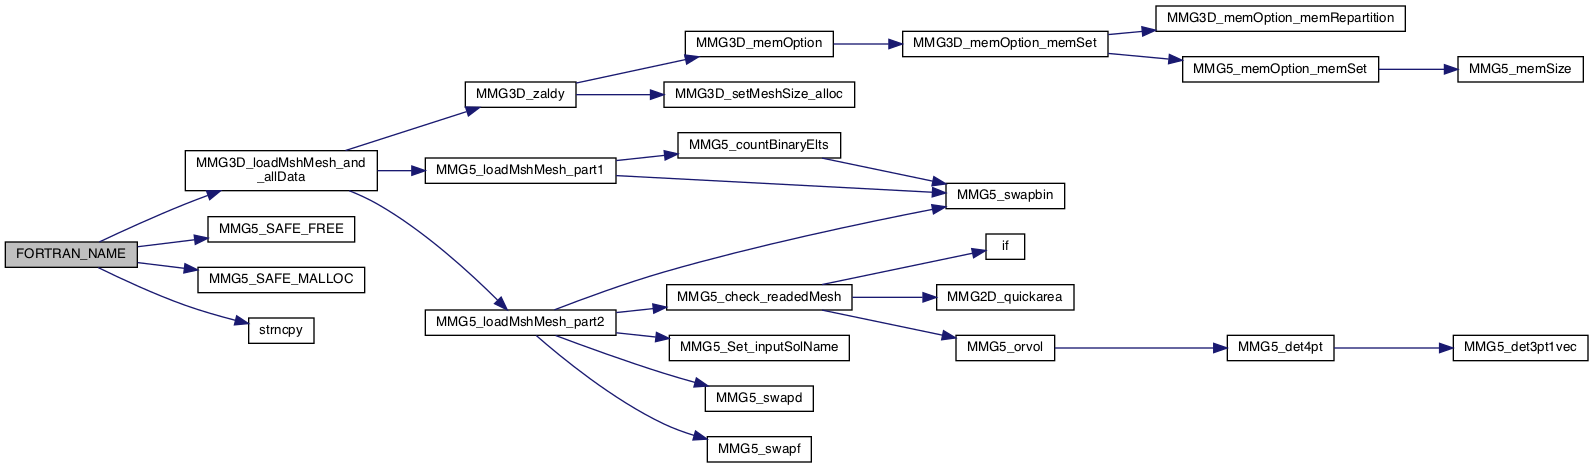 FORTRAN_NAME
MMG3D_loadMshMesh_and
_allData
MMG5_SAFE_FREE
MMG5_SAFE_MALLOC
strncpy
MMG3D_zaldy
MMG5_loadMshMesh_part1
MMG5_loadMshMesh_part2
MMG3D_memOption
MMG3D_setMeshSize_alloc
MMG5_countBinaryElts
MMG5_check_readedMesh
MMG5_Set_inputSolName
MMG5_swapd
MMG5_swapf
MMG3D_memOption_memSet
MMG5_swapbin
if
MMG2D_quickarea
MMG5_orvol
MMG3D_memOption_memRepartition
MMG5_memOption_memSet
MMG5_det4pt
MMG5_memSize
MMG5_det3pt1vec